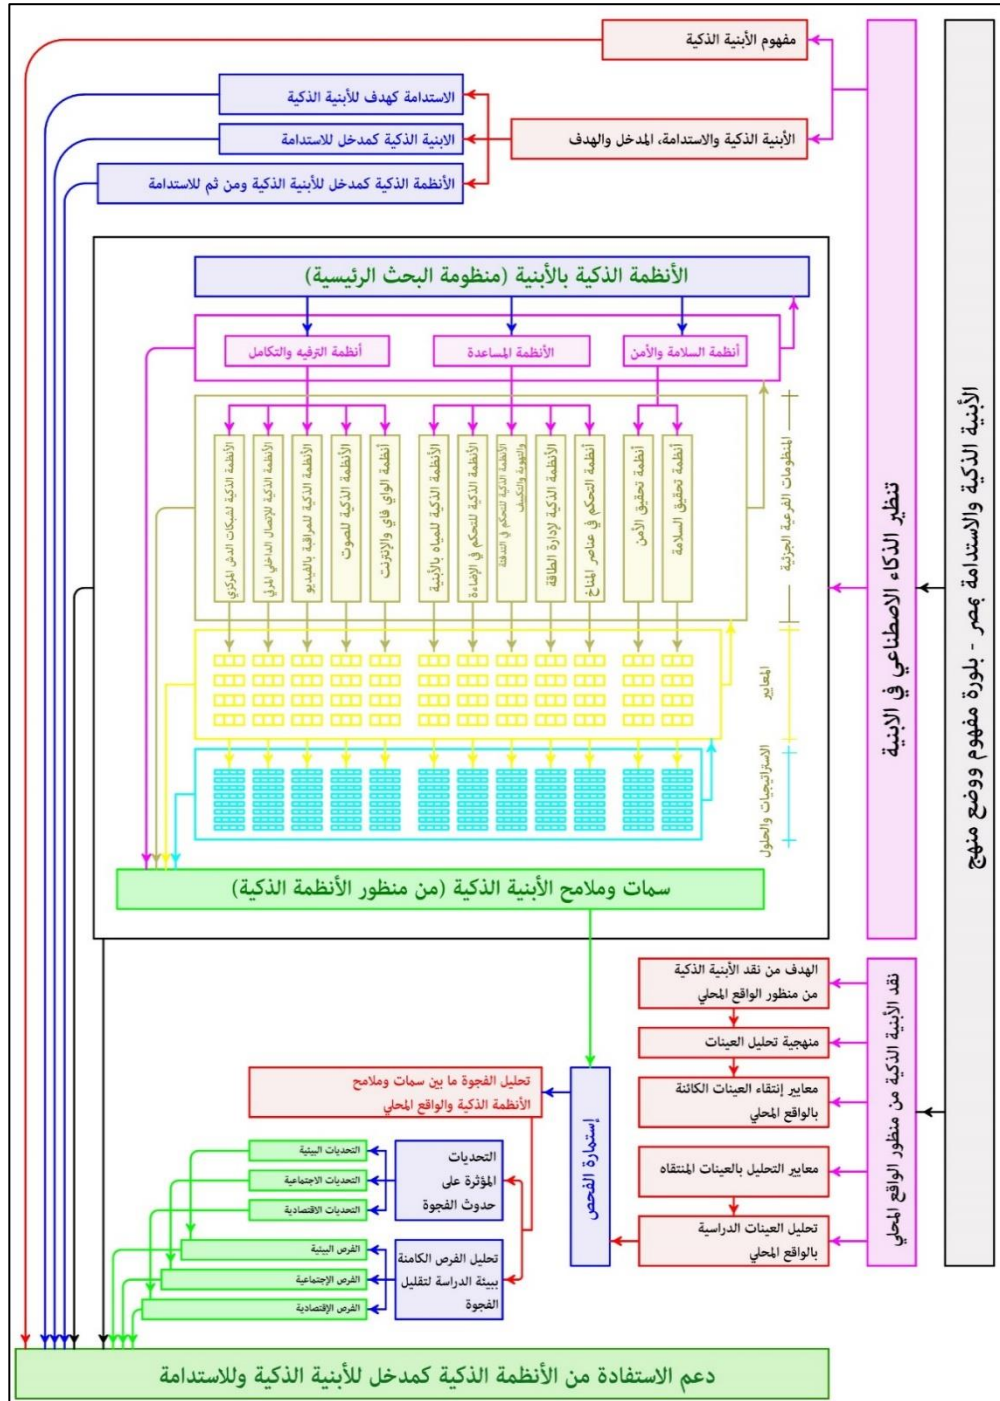 الأبنية الذكية والاستدامة بمصر - بلورة مفهوم ووضع منهج
تنظير الذكاء الاصطناعي في الابنية
مفهوم الأبنية الذكية
الأبنية الذكية والاستدامة، المدخل والهدف
الاستدامة كهدف للأبنية الذكية
الابنية الذكية كمدخل للاستدامة
الأنظمة الذكية كمدخل للأبنية الذكية ومن ثم للاستدامة
الأنظمة الذكية بالأبنية (منظومة البحث الرئيسية)
أنظمة السلامة والأمن
الأنظمة المساعدة
أنظمة الترفيه والتكامل
المنظومات الفرعية الجزئية
أنظمة تحقيق السلامة
أنظمة تحقيق الأمن
أنظمة التحكم في عناصر المناخ
الأنظمة الذكية لإدارة الطاقة
الأنظمة الذكية للتحكم في التدفئة
والتهوية والتكييف
الأنظمة الذكية للتحكم في الإضاءة
الأنظمة الذكية للمياه بالأبنية
أنظمة الواي فاي والإنترنت
الأنظمة الذكية للصوت
الأنظمة الذكية للمراقبة بالفيديو
الأنظمة الذكية للإتصال الداخلي المرئي
الأنظمة الذكية لشبكات الدش المركزي
المعايير
الاستراتيجيات والحلول
سمات وملامح الأبنية الذكية (من منظور الأنظمة الذكية)
نقد الأبنية الذكية من منظور الواقع المحلي
الهدف من نقد الأبنية الذكية
من منظور الواقع المحلي
منهجية تحليل العينات
معايير إنتقاء العينات الكائنة
بالواقع المحلي
معايير التحليل بالعينات المنتقاه
تحليل العينات الدراسية
بالواقع المحلي
إستمارة الفحص
تحليل الفجوة ما بين سمات وملامح
الأنظمة الذكية والواقع المحلي
التحديات
المؤثرة على
حدوث الفجوة
التحديات البيئية
التحديات الاجتماعية
التحديات الاقتصادية
تحليل الفرص الكامنة
ببيئة الدراسة لتقليل
الفجوة
الفرص البيئية
الفرص الإجتماعية
الفرص الإقتصادية
دعم الاستفادة من الأنظمة الذكية كمدخل للأبنية الذكية وللاستدامة